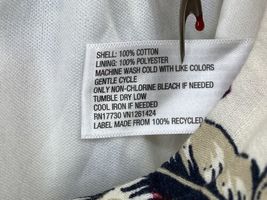 SHELL: 100% COTTON
LINING: 100% POLYESTER
MACHINE WASH COLD WITH LIKE COLORS
GENTLE CYCLE
ONLY NON-CHLORINE BLEACH IF NEEDED
TUMBLE DRY LOW
COOL IRON IF NEEDED
RN17730 VN1261424
LABEL MADE FROM 100% RECYCLED